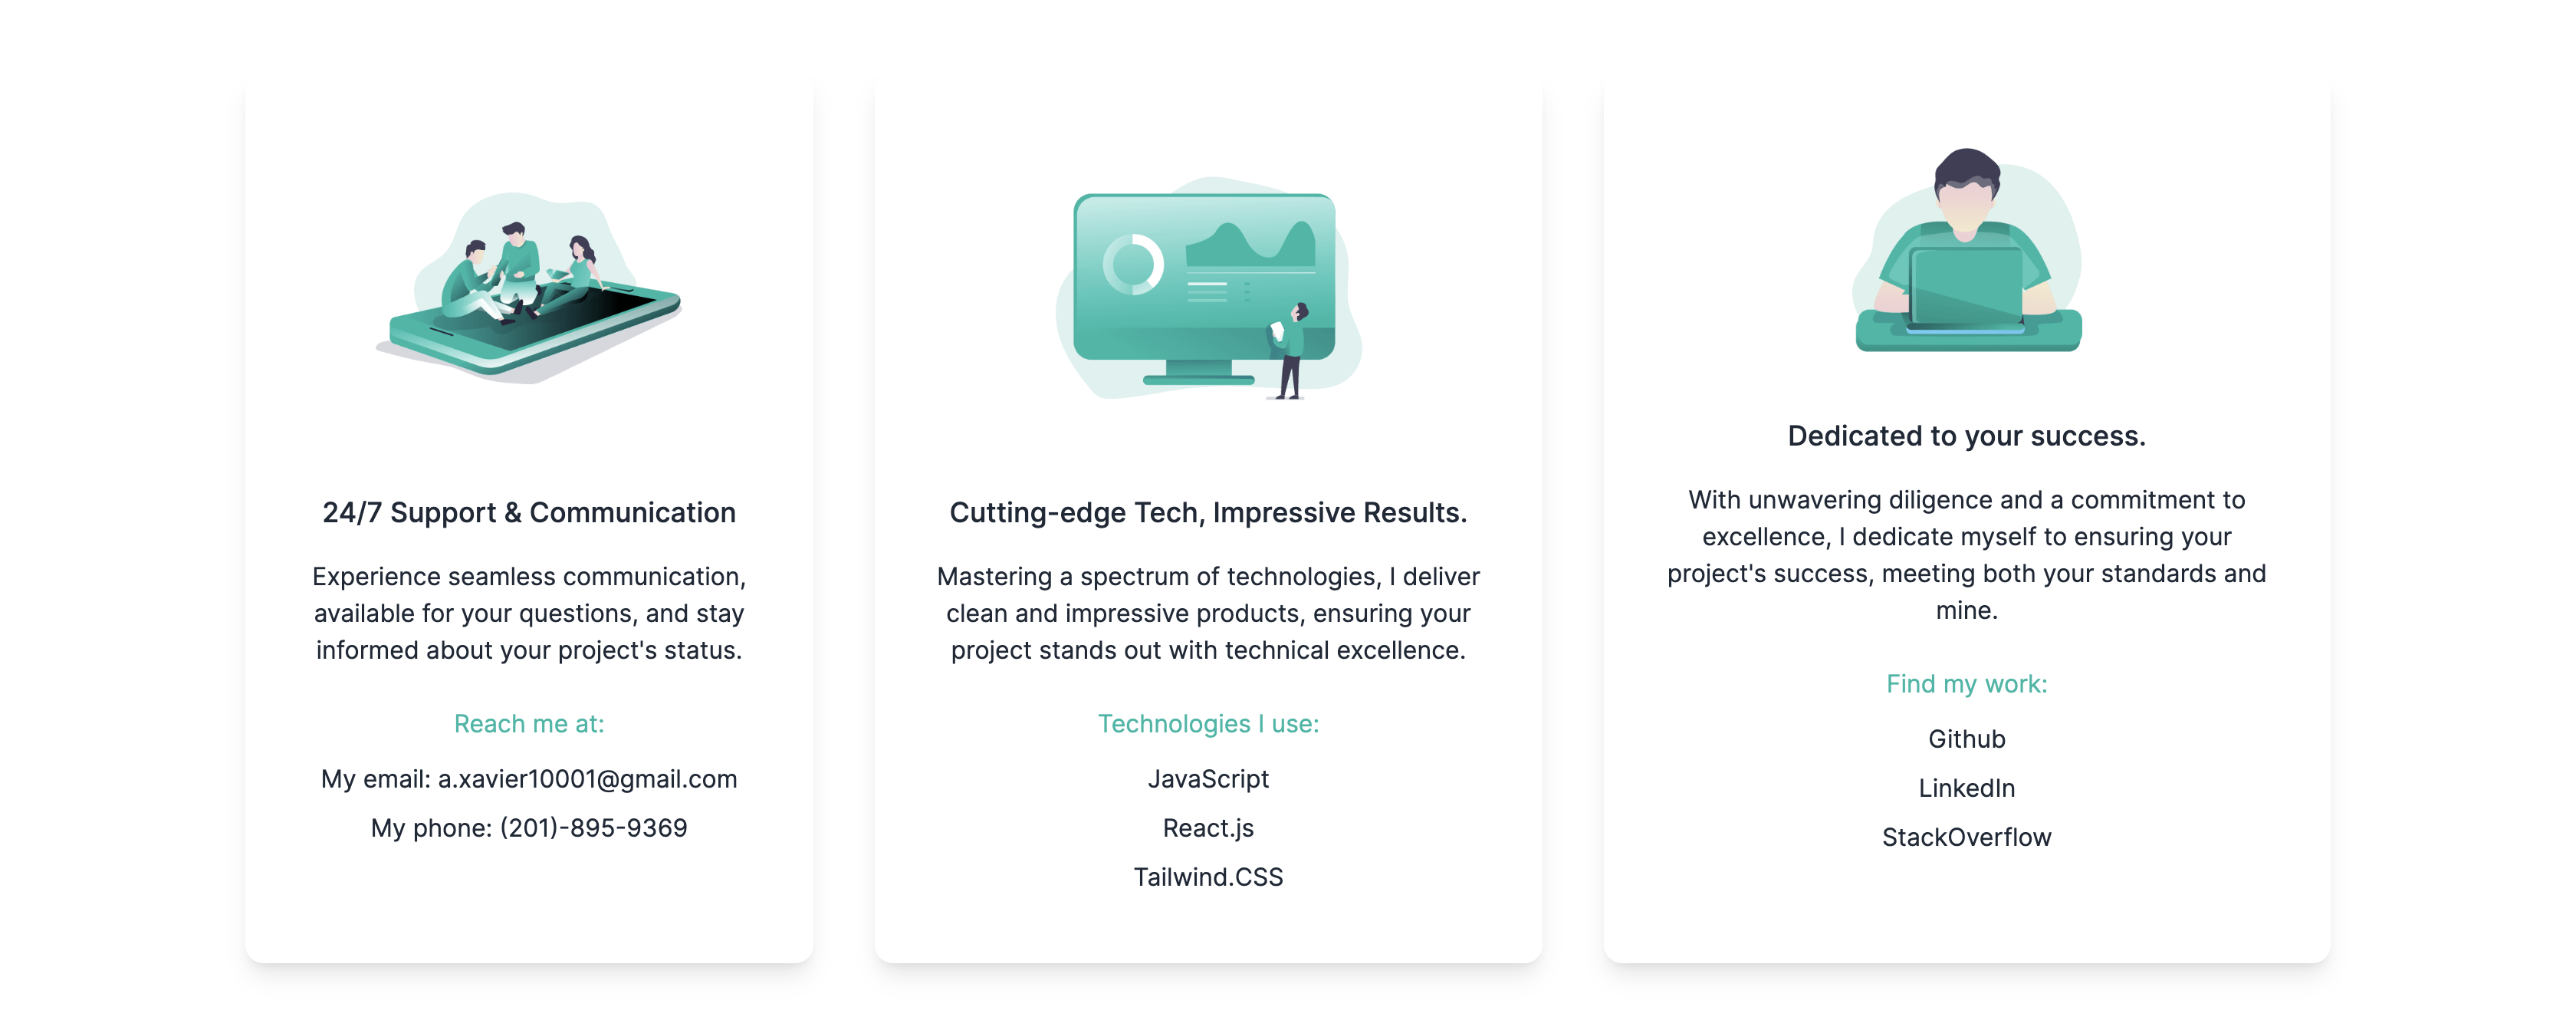 24/7 Support & Communication
Experience seamless communication,
available for your questions, and stay
informed about your project's status.
Reach me at:
My email: a.xavier10001@gmail.com
My phone: (201)-895-9369
Cutting-edge Tech, Impressive Results.
Mastering a spectrum of technologies, I deliver
clean and impressive products, ensuring your
project stands out with technical excellence.
Technologies I use:
JavaScript
React.js
Tailwind.CSS
Dedicated to your success.
With unwavering diligence and a commitment to
excellence, I dedicate myself to ensuring your
project's success, meeting both your standards and
mine.
Find my work:
Github
LinkedIn
StackOverflow